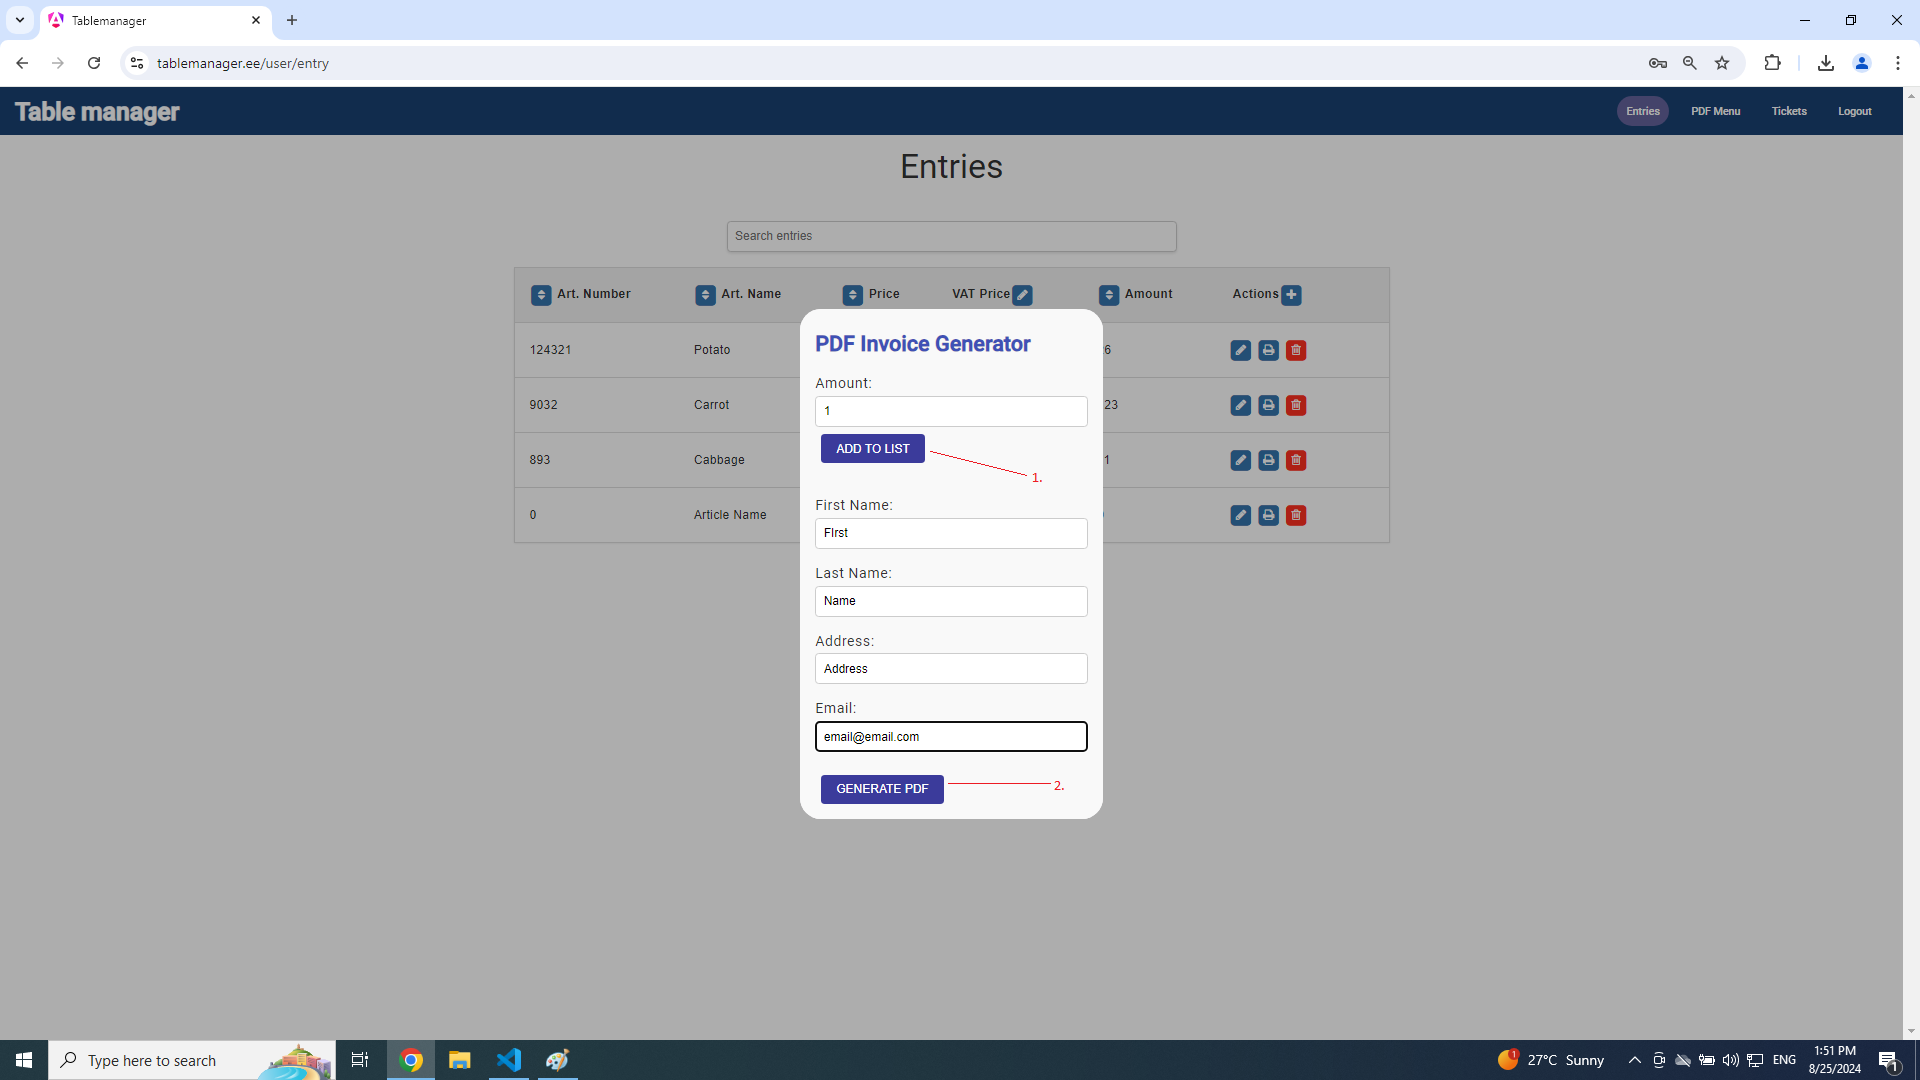 Tablemanager
tablemanager.ee/user/entry
Table manager
Entries
PDF Menu
Tickets
Logout
Entries
Search entries
Art. Number
Art. Name
Price
VAT Price
Amount
Actions
124321
Potato
6
9032
Carrot
23
893
Cabbage
1
0
Article Name
PDF Invoice Generator
Amount:
1
ADD TO LIST
1.
First Name:
FIrst
Last Name:
Name
Address:
Address
Email:
email@email.com
GENERATE PDF
2.
Type here to search
1
27°C Sunny
ENG
1:51 PM
8/25/2024
1